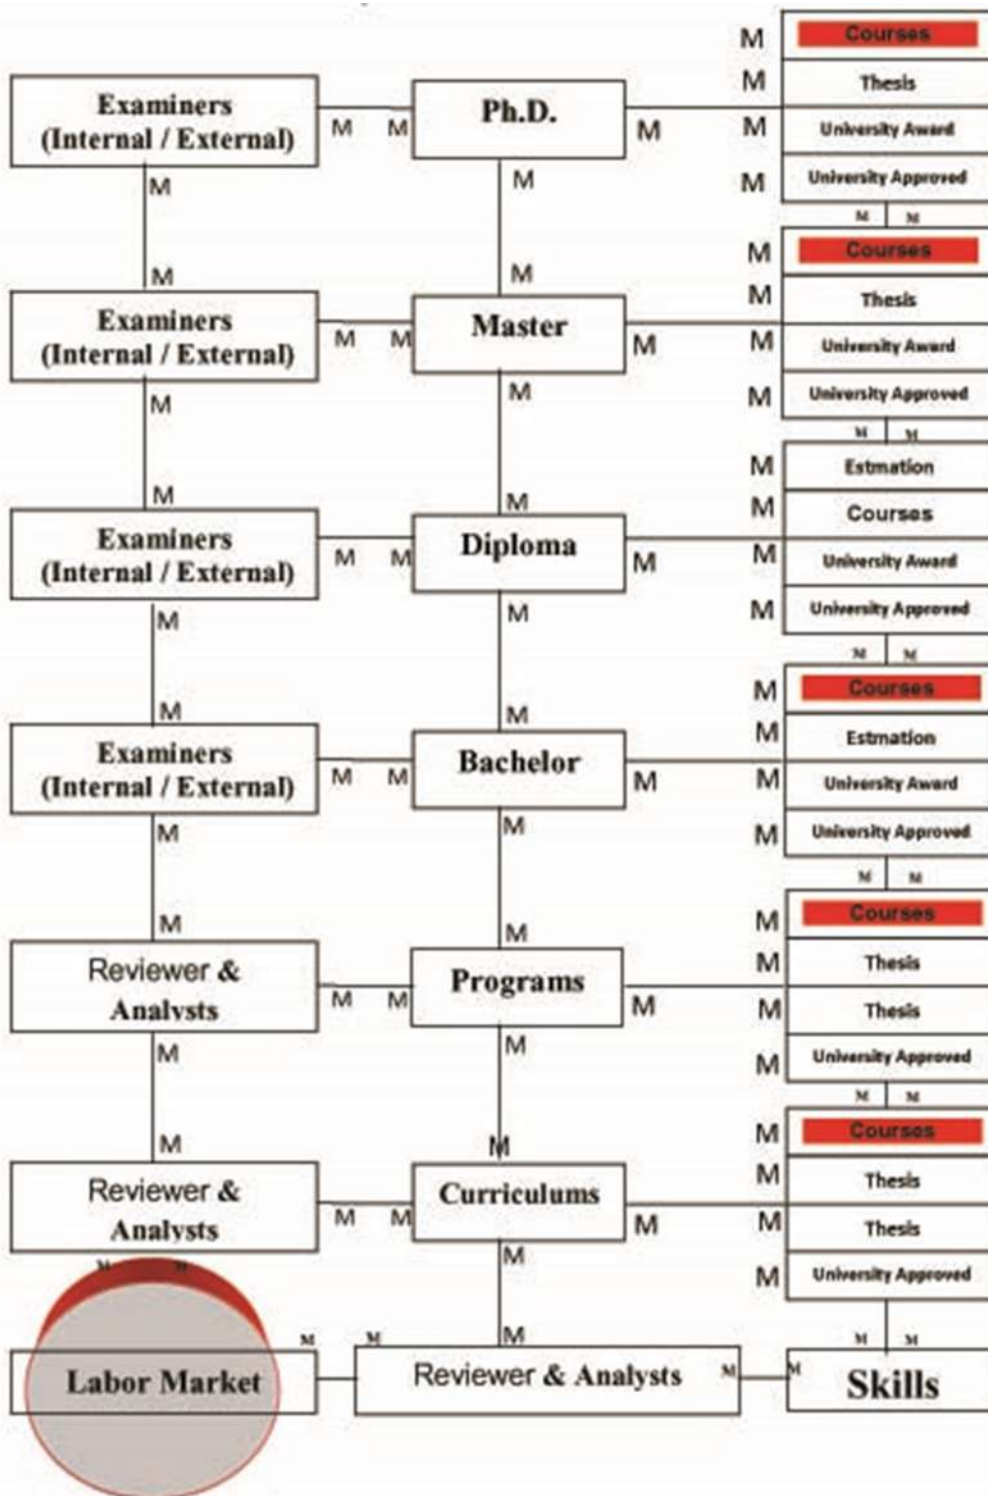 M Courses
Examiners
(Internal / External)
Ph.D.
M Thesis
M M M
M University Award
M University Approved
M M
M M
M M
M Courses
Examiners
(Internal / External)
Master
M Thesis
M M M
M University Award
M University Approved
M M
M M
M M
M Estmation
Examiners
(Internal / External)
Diploma
M Courses
M M M
M University Award
M University Approved
M M
M M
M M
M Courses
Examiners
(Internal / External)
Bachelor
M Estmation
M M M
M University Award
M University Approved
M M
M M
M M
M Courses
Reviewer &
Analysts
Programs
M Thesis
M M M
M Thesis
M University Approved
M M
M M
M M
M Courses
Reviewer &
Analysts
Curriculums
M Thesis
M M M
M Thesis
M University Approved
M M
M
M
M M
M M
Labor Market
Reviewer & Analysts
M M
Skills